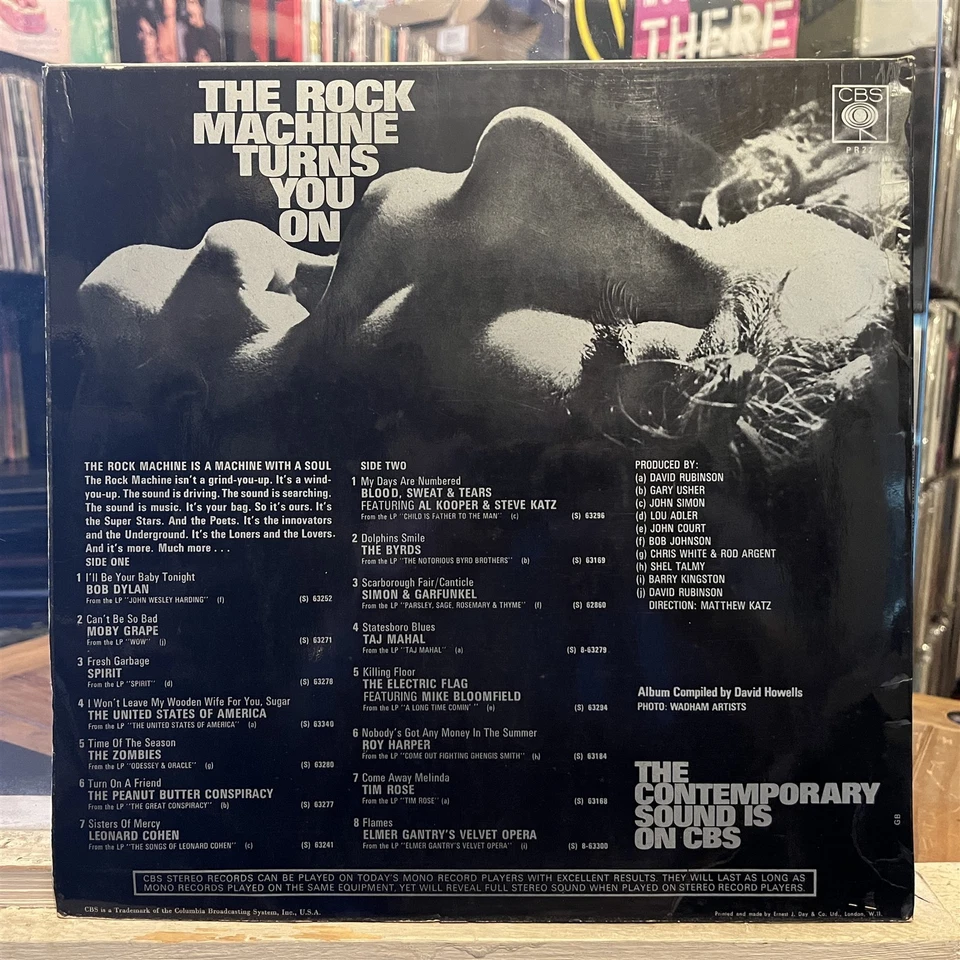 THERE
THE ROCK
MACHINE
TURNS
YOU
ON
CBS
PR22
THE ROCK MACHINE IS A MACHINE WITH A SOUL
The Rock Machine isn't a grind-you-up. It's a wind-
you-up. The sound is driving. The sound is searching.
The sound is music. It's your bag. So it's ours. It's
the Super Stars. And the Poets. It's the innovators
and the Underground. It's the Loners and the Lovers.
And it's more. Much more . . .
SIDE ONE
1 I'll Be Your Baby Tonight
BOB DYLAN
From the LP "JOHN WESLEY HARDING" (f) (S) 63252
2 Can't Be So Bad
MOBY GRAPE
From the LP "WOW" (j) (S) 63271
3 Fresh Garbage
SPIRIT
From the LP "SPIRIT" (d) (S) 63278
4 I Won't Leave My Wooden Wife For You, Sugar
THE UNITED STATES OF AMERICA
From the LP "THE UNITED STATES OF AMERICA" (a) (S) 63340
5 Time Of The Season
THE ZOMBIES
From the LP "ODESSEY & ORACLE" (g) (S) 63280
6 Turn On A Friend
THE PEANUT BUTTER CONSPIRACY
From the LP "THE GREAT CONSPIRACY" (b) (S) 63277
7 Sisters Of Mercy
LEONARD COHEN
From the LP "THE SONGS OF LEONARD COHEN" (c) (S) 63241
SIDE TWO
1 My Days Are Numbered
BLOOD, SWEAT & TEARS
FEATURING AL KOOPER & STEVE KATZ
From the LP "CHILD IS FATHER TO THE MAN" (c) (S) 63296
2 Dolphins Smile
THE BYRDS
From the LP "THE NOTORIOUS BYRD BROTHERS" (b) (S) 63169
3 Scarborough Fair/Canticle
SIMON & GARFUNKEL
From the LP "PARSLEY, SAGE, ROSEMARY & THYME" (f) (S) 62860
4 Statesboro Blues
TAJ MAHAL
From the LP "TAJ MAHAL" (a) (S) 8-63279
5 Killing Floor
THE ELECTRIC FLAG
FEATURING MIKE BLOOMFIELD
From the LP "A LONG TIME COMIN' " (e) (S) 63294
6 Nobody's Got Any Money In The Summer
ROY HARPER
From the LP "COME OUT FIGHTING GHENGIS SMITH" (h) (S) 63184
7 Come Away Melinda
TIM ROSE
From the LP "TIM ROSE" (a) (S) 63168
8 Flames
ELMER GANTRY'S VELVET OPERA
From the LP "ELMER GANTRY'S VELVET OPERA" (i) (S) 8-63300
PRODUCED BY:
(a) DAVID RUBINSON
(b) GARY USHER
(c) JOHN SIMON
(d) LOU ADLER
(e) JOHN COURT
(f) BOB JOHNSON
(g) CHRIS WHITE & ROD ARGENT
(h) SHEL TALMY
(i) BARRY KINGSTON
(j) DAVID RUBINSON
DIRECTION: MATTHEW KATZ
Album Compiled by David Howells
PHOTO: WADHAM ARTISTS
THE
CONTEMPORARY
SOUND IS
ON CBS
GB
CBS STEREO RECORDS CAN BE PLAYED ON TODAY'S MONO RECORD PLAYERS WITH EXCELLENT RESULTS. THEY WILL LAST AS LONG AS
MONO RECORDS PLAYED ON THE SAME EQUIPMENT, YET WILL REVEAL FULL STEREO SOUND WHEN PLAYED ON STEREO RECORD PLAYERS.
CBS is a Trademark of the Columbia Broadcasting System, Inc., U.S.A.
Printed and made by Ernest J. Day & Co. Ltd., London, W.1